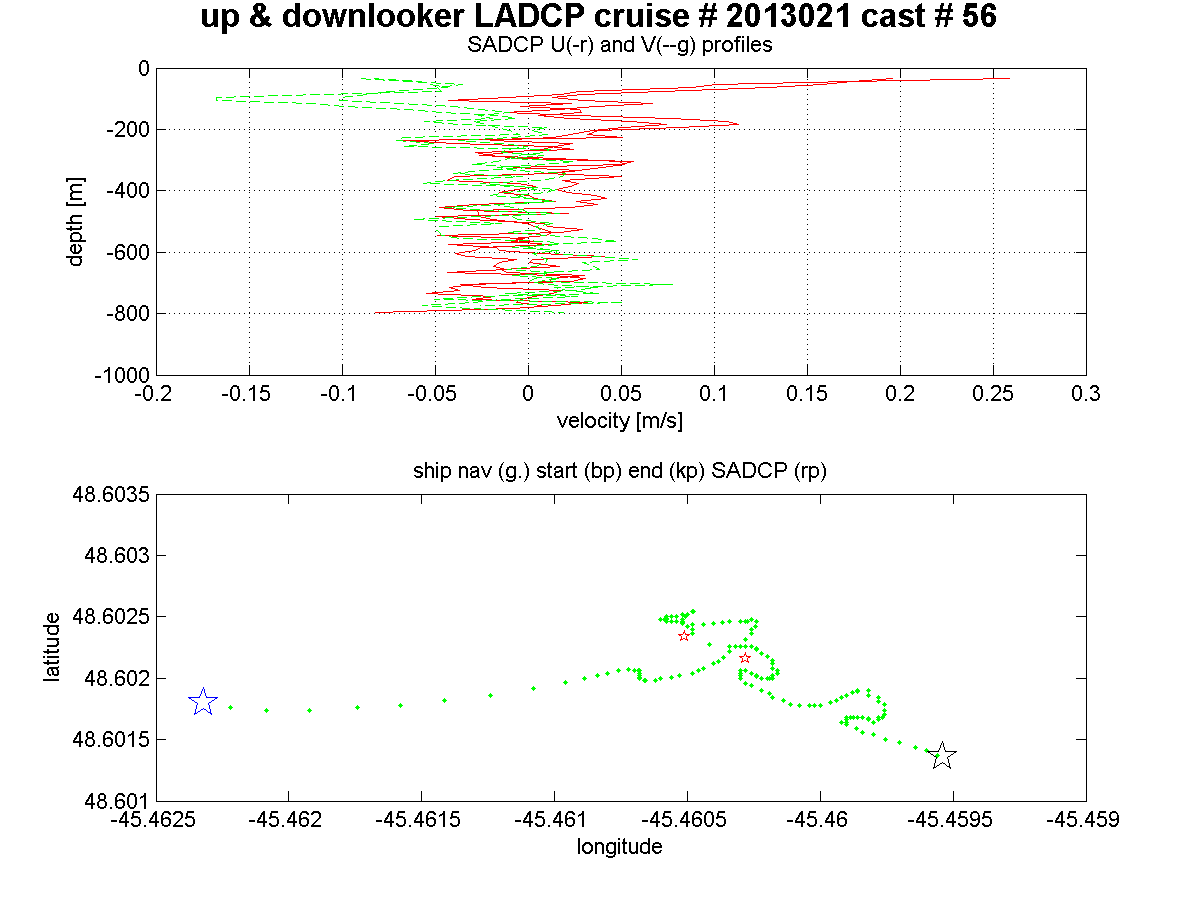 up & downlooker LADCP cruise # 2013021 cast # 56
SADCP U(-r) and V(--g) profiles
0
-200
-400
-600
-800
-1000
depth [m]
-0.2 -0.15 -0.1 -0.05 0 0.05 0.1 0.15 0.2 0.25 0.3
velocity [m/s]
ship nav (g.) start (bp) end (kp) SADCP (rp)
48.6035
48.603
48.6025
48.602
48.6015
48.601
latitude
-45.4625 -45.462 -45.4615 -45.461 -45.4605 -45.46 -45.4595 -45.459
longitude